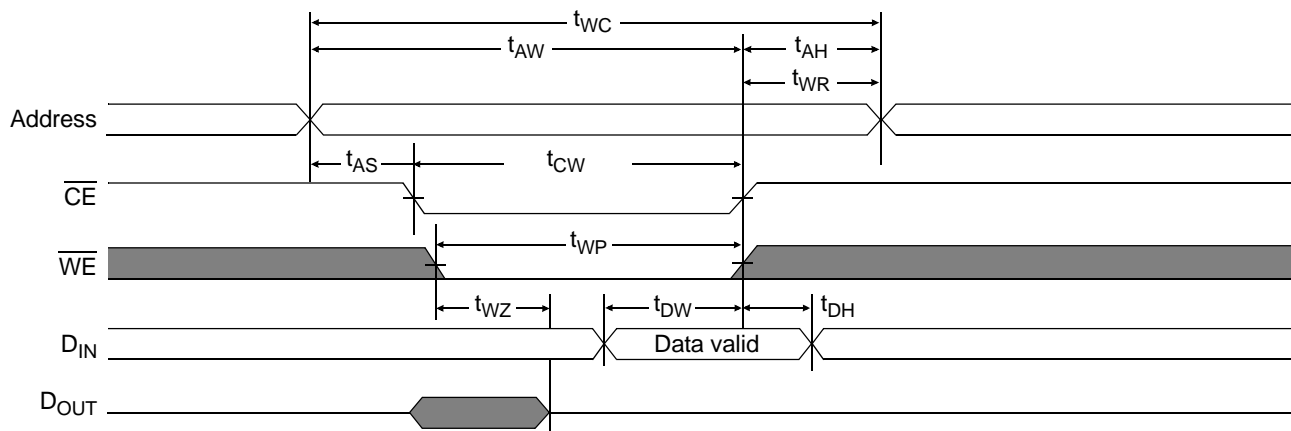 tWC
tAW tAH
tWR
Address
tAS tCW
CE
tWP
WE
tWZ tDW tDH
DIN Data valid
DOUT